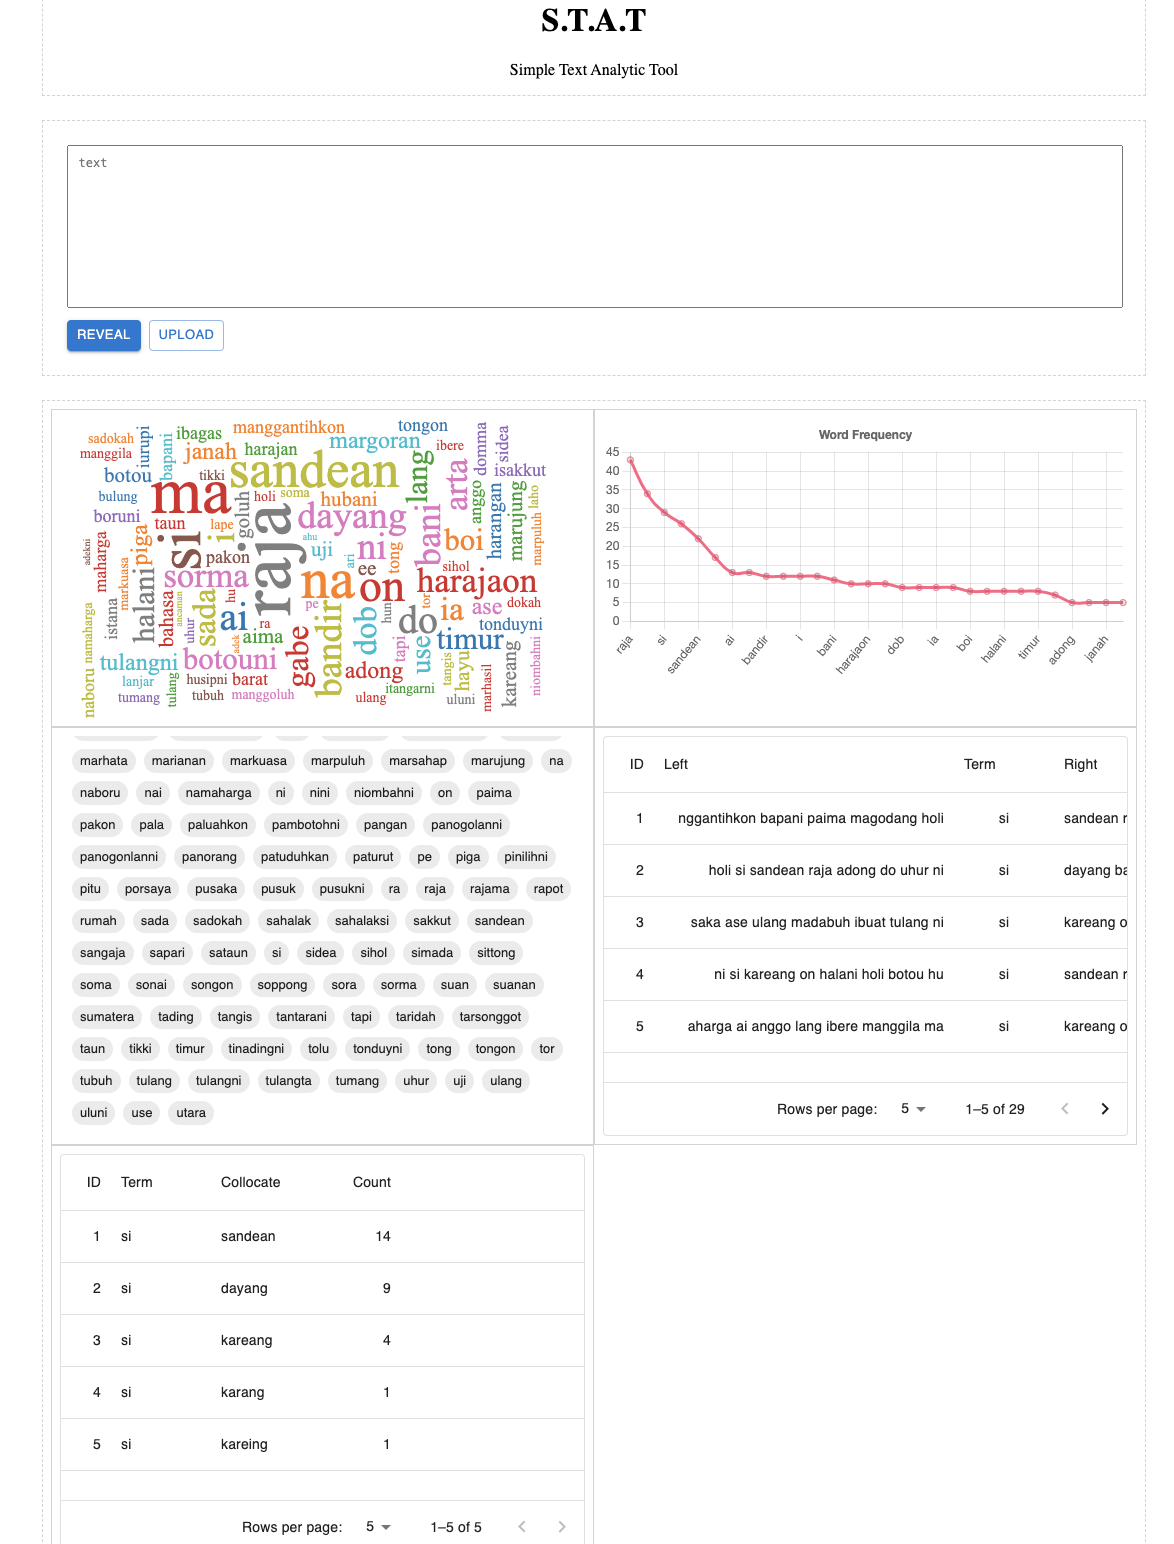 S.T.A.T
Simple Text Analytic Tool
text
REVEAL UPLOAD
sadokah iurupi bapani ibagas manggantihkon tongon
manggila janah harajan margoran ibere domma sidea
botou tikki sandean lang arta isakkut
bulung ma goluh holi soma hubani anggo harangan marujung laho
boruni taun lape raja dayang bani boi marpuluh
adekni maharga piga si i ahu uji ni ari tong
markuasa pakon ee sihol
halani sorma na on harajaon
istana bahasa ancaman uhur sada hu pe hun tor ia ase dokah
namaharga ai ra bandir dob do tonduyni
adek aima gabe tapi use timur
tulangni botouni adong tangis hayu kareang niombahni
naboru lanjar tulang husipni barat itangarni marhasil
tumang tubuh manggoluh ulang uluni
Word Frequency
45
40
35
30
25
20
15
10
5
0
raja si sandean ai bandir i bani harajaon dob ia boi halani timur adong janah
marhata marianan markuasa marpuluh marsahap marujung na
naboru nai namaharga ni nini niombahni on paima
pakon pala paluahkon pambotohni pangan panogolanni
panogonlanni panorang patuduhkan paturut pe piga pinilihni
pitu porsaya pusaka pusuk pusukni ra raja rajama rapot
rumah sada sadokah sahalak sahalaksi sakkut sandean
sangaja sapari sataun si sidea sihol simada sittong
soma sonai songon soppong sora sorma suan suanan
sumatera tading tangis tantarani tapi taridah tarsonggot
taun tikki timur tinadingni tolu tonduyni tong tongon tor
tubuh tulang tulangni tulangta tumang uhur uji ulang
uluni use utara
ID Left Term Right
1 nggantihkon bapani paima magodang holi si sandean r
2 holi si sandean raja adong do uhur ni si dayang ba
3 saka ase ulang madabuh ibuat tulang ni si kareang o
4 ni si kareang on halani holi botou hu si sandean r
5 aharga ai anggo lang ibere manggila ma si kareang o
Rows per page: 5 1–5 of 29
ID Term Collocate Count
1 si sandean 14
2 si dayang 9
3 si kareang 4
4 si karang 1
5 si kareing 1
Rows per page: 5 1–5 of 5